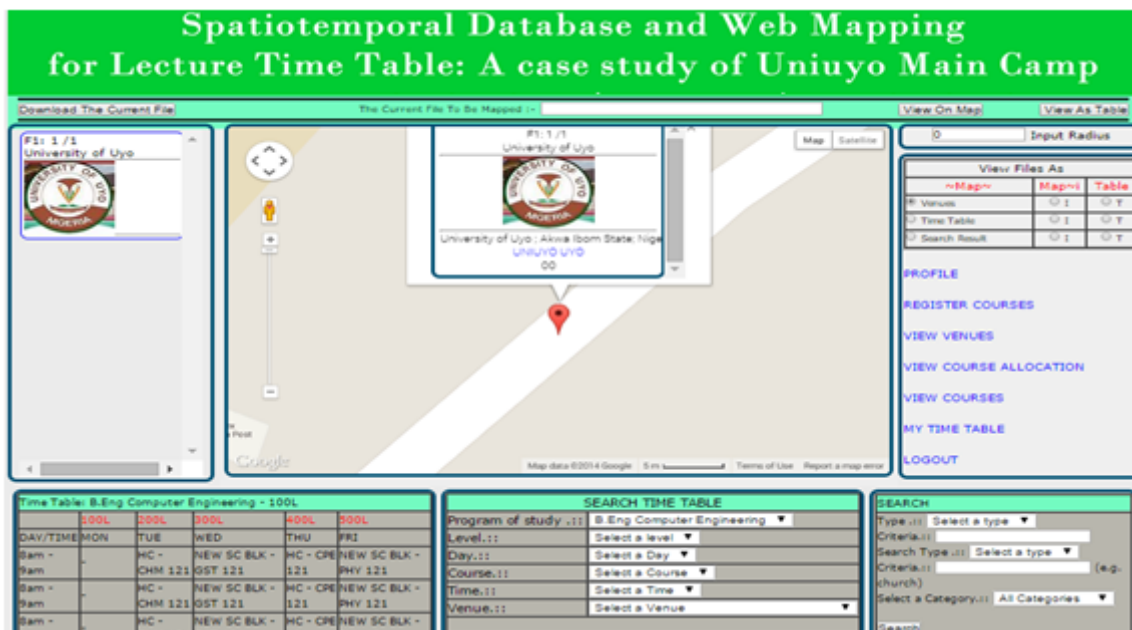 Spatiotemporal Database and Web Mapping
for Lecture Time Table: A case study of Uniuyo Main Camp
Download The Current File
The Current File To Be Mapped :-
View On Map
View As Table
F1: 1 /1
University of Uyo
UNIVERSITY OF UYO
NIGERIA
F1: 1 /1
University of Uyo
UNIVERSITY OF UYO
NIGERIA
University of Uyo ; Akwa Ibom State; Nige
UNIUYO UYO
00
Map
Satellite
Post
Google
Map data ©2014 Google
5 m
Terms of Use
Report a map error
0 Input Radius
View Files As
~Map~ Map~i Table
Venues I T
Time Table I T
Search Result I T
PROFILE
REGISTER COURSES
VIEW VENUES
VIEW COURSE ALLOCATION
VIEW COURSES
MY TIME TABLE
LOGOUT
Time Table: B.Eng Computer Engineering - 100L
100L 200L 300L 400L 500L
DAY/TIME MON TUE WED THU FRI
8am - 9am - HC - CHM 121 NEW SC BLK - GST 121 HC - CPE 121 NEW SC BLK - PHY 121
8am - 9am - HC - CHM 121 NEW SC BLK - GST 121 HC - CPE 121 NEW SC BLK - PHY 121
8am - HC - NEW SC BLK - HC - CPE NEW SC BLK -
SEARCH TIME TABLE
Program of study .:: B.Eng Computer Engineering
Level.:: Select a level
Day.:: Select a Day
Course.:: Select a Course
Time.:: Select a Time
Venue.:: Select a Venue
SEARCH
Type .:: Select a type
Criteria.::
Search Type .:: Select a type
Criteria.:: (e.g.
church)
Select a Category.:: All Categories
Search